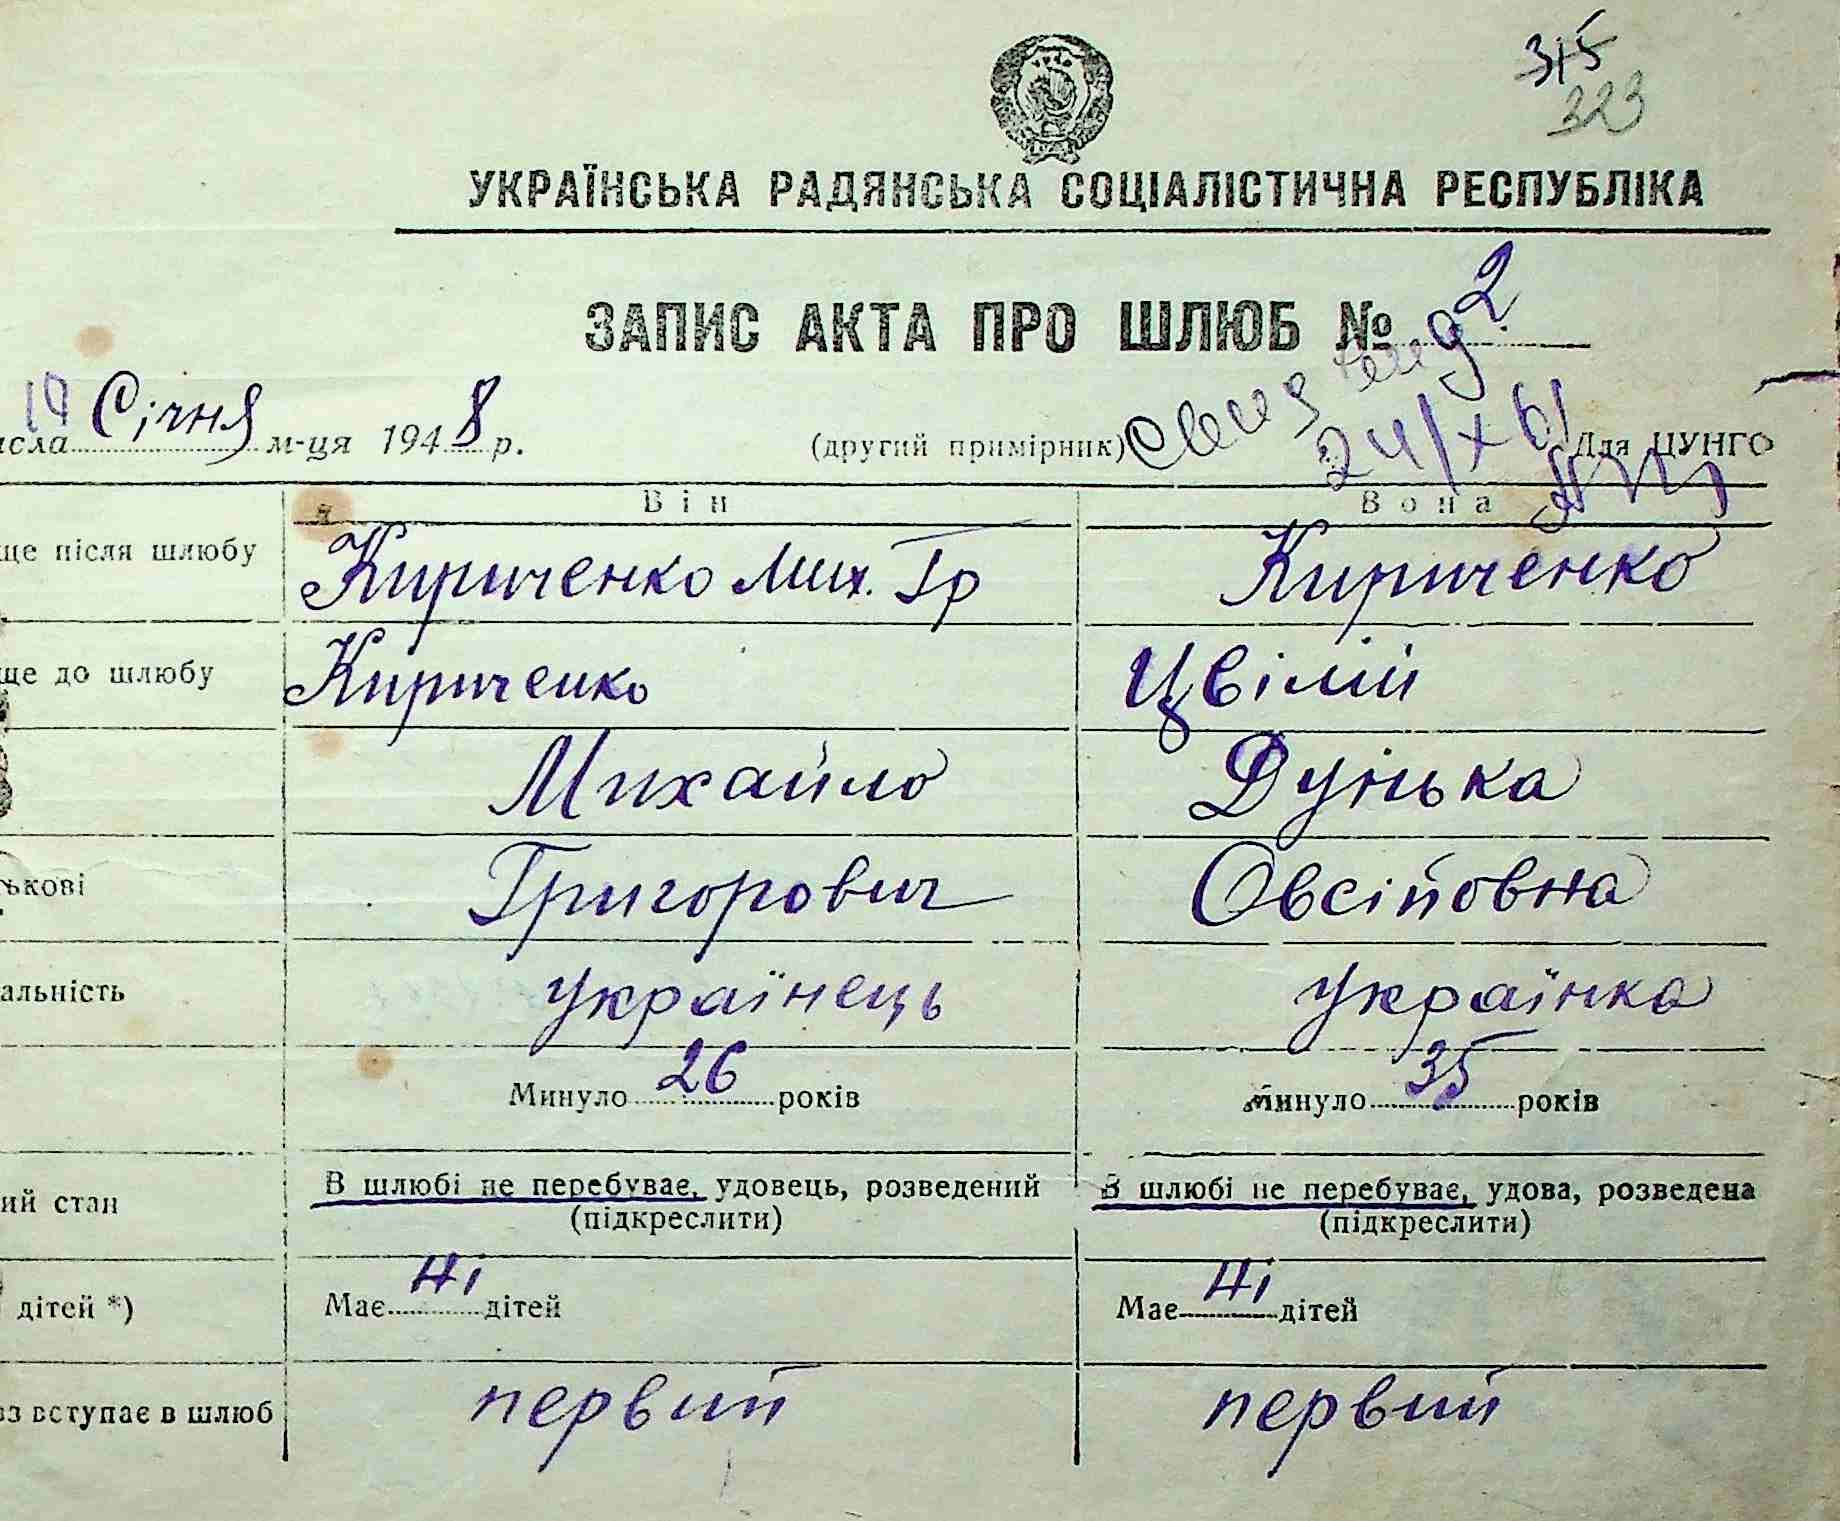 315
323
УКРАЇНСЬКА РАДЯНСЬКА СОЦІАЛІСТИЧНА РЕСПУБЛІКА
ЗАПИС АКТА ПРО ШЛЮБ № 2
Січня м-ця 1948 р. (другий примірник) Для ЦУНГО
24/X 61
Він Вона
ще після шлюбу Кириченко Мих. Гр Кириченко
ще до шлюбу Кириченко Цвілій
Михайло Дунька
ькові Григорович Овсіповна
альність українець українка
Минуло 26 років Минуло 35 років
ий стан В шлюбі не перебуває, удовець, розведений В шлюбі не перебуває, удова, розведена
(підкреслити) (підкреслити)
дітей *) Має ні дітей Має ні дітей
аз вступає в шлюб первий первий